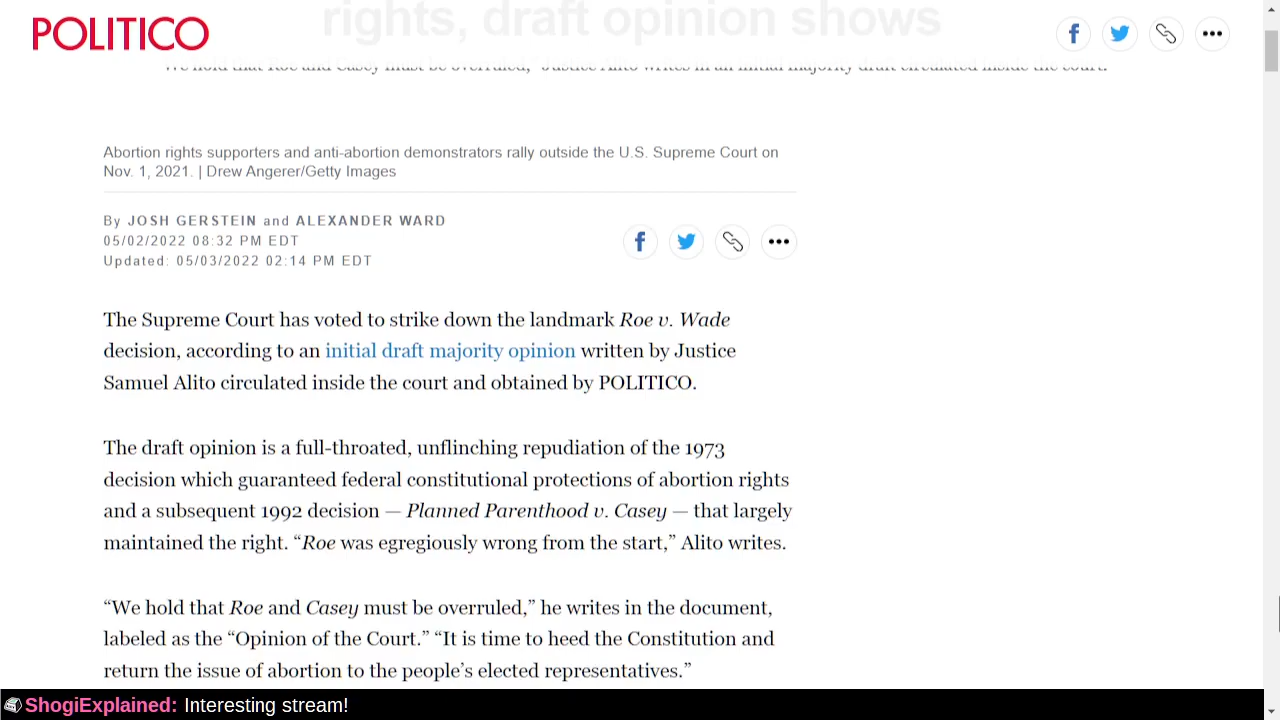 rights, draft opinion shows
POLITICO
"We hold that Roe and Casey must be overruled," Justice Alito writes in an initial majority draft circulated inside the court.
Abortion rights supporters and anti-abortion demonstrators rally outside the U.S. Supreme Court on
Nov. 1, 2021. | Drew Angerer/Getty Images
By JOSH GERSTEIN and ALEXANDER WARD
05/02/2022 08:32 PM EDT
Updated: 05/03/2022 02:14 PM EDT
The Supreme Court has voted to strike down the landmark Roe v. Wade
decision, according to an initial draft majority opinion written by Justice
Samuel Alito circulated inside the court and obtained by POLITICO.
The draft opinion is a full-throated, unflinching repudiation of the 1973
decision which guaranteed federal constitutional protections of abortion rights
and a subsequent 1992 decision — Planned Parenthood v. Casey — that largely
maintained the right. “Roe was egregiously wrong from the start,” Alito writes.
“We hold that Roe and Casey must be overruled,” he writes in the document,
labeled as the “Opinion of the Court.” “It is time to heed the Constitution and
return the issue of abortion to the people’s elected representatives.”
ShogiExplained: Interesting stream!